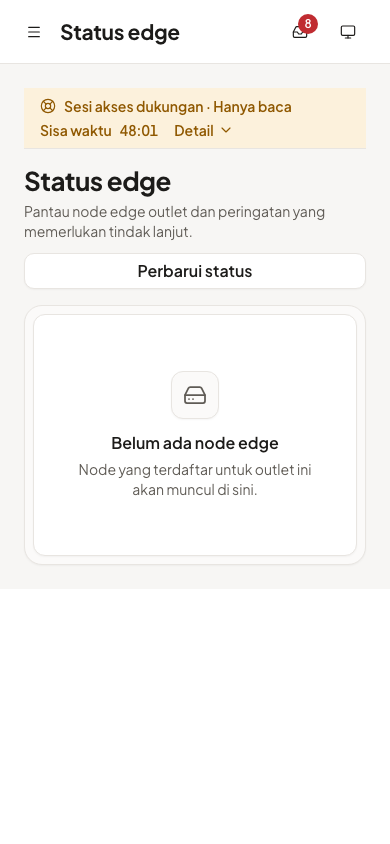 Status edge
8
Sesi akses dukungan · Hanya baca
Sisa waktu 48:01 Detail
Status edge
Pantau node edge outlet dan peringatan yang
memerlukan tindak lanjut.
Perbarui status
Belum ada node edge
Node yang terdaftar untuk outlet ini
akan muncul di sini.